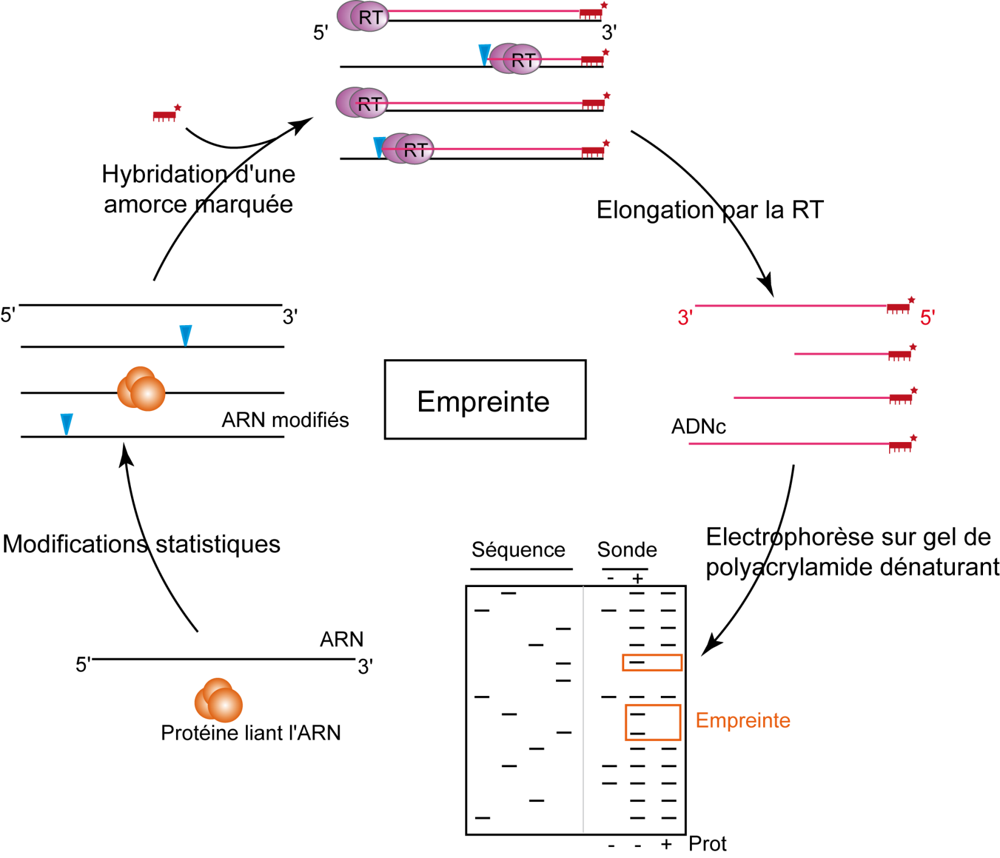 RT
5' 3'
RT
RT
RT
Hybridation d'une
amorce marquée
Elongation par la RT
5' 3'
3' 5'
Empreinte
ARN modifiés
ADNc
Modifications statistiques
Electrophorèse sur gel de
polyacrylamide dénaturant
Séquence Sonde
- +
ARN
5' 3'
Protéine liant l'ARN
Empreinte
- - + Prot